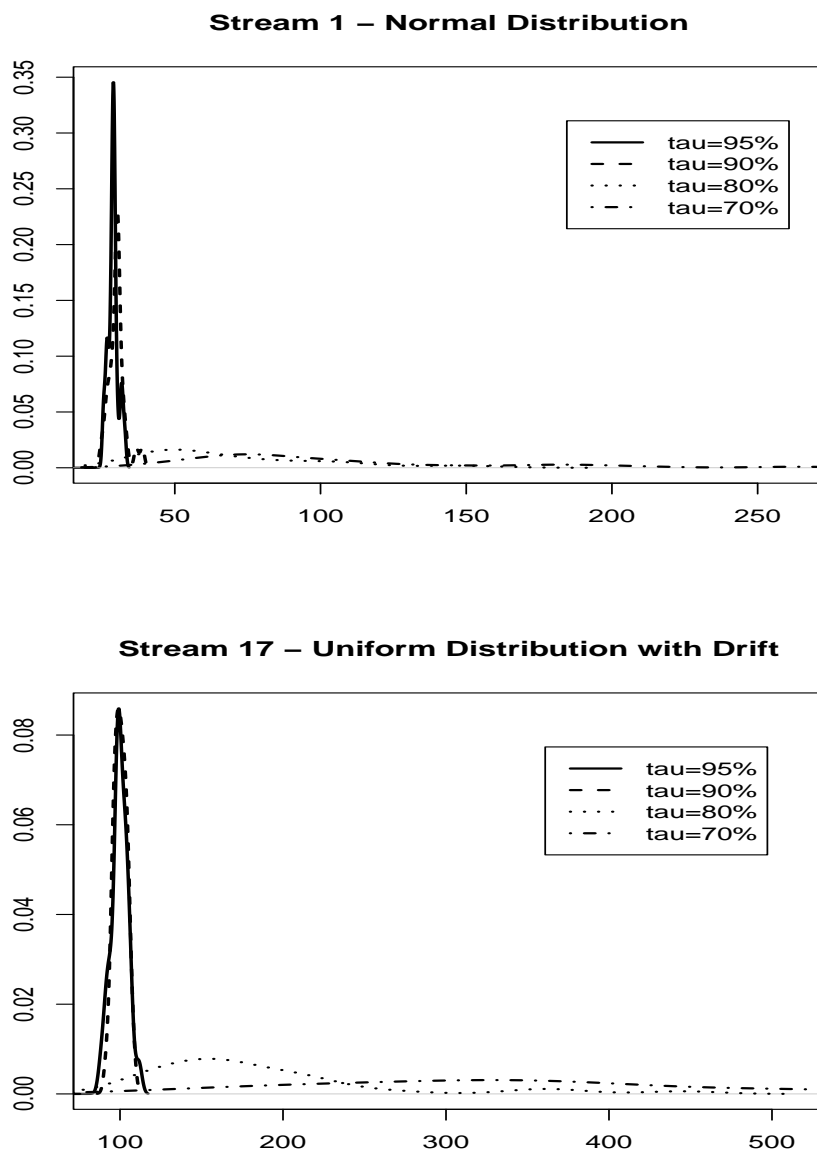 Stream 1 – Normal Distribution
0.35
0.30
0.25
0.20
0.15
0.10
0.05
0.00
tau=95%
tau=90%
tau=80%
tau=70%
50 100 150 200 250
Stream 17 – Uniform Distribution with Drift
0.08
0.06
0.04
0.02
0.00
tau=95%
tau=90%
tau=80%
tau=70%
100 200 300 400 500